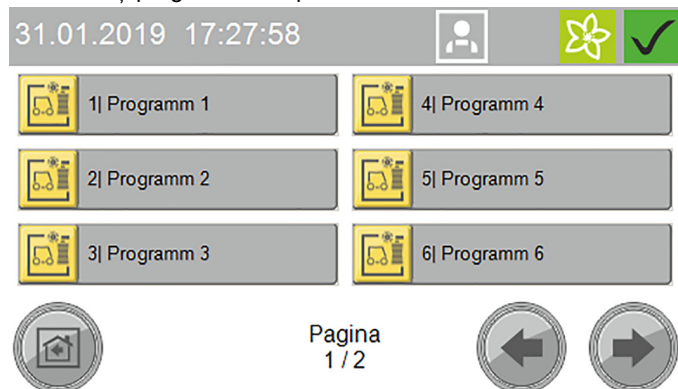 31.01.2019 17:27:58
1| Programm 1
2| Programm 2
3| Programm 3
4| Programm 4
5| Programm 5
6| Programm 6
Pagina
1 / 2